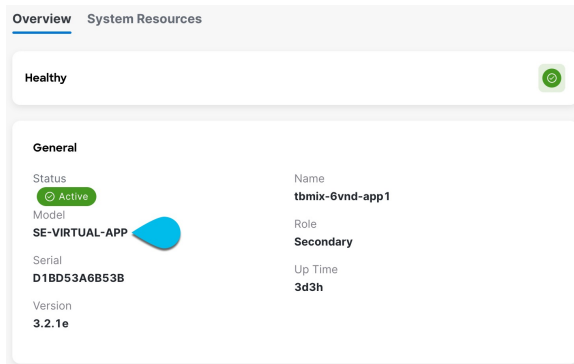 Overview System Resources
Healthy
General
Status
Active
Model
SE-VIRTUAL-APP
Serial
D1BD53A6B53B
Version
3.2.1e
Name
tbmix-6vnd-app1
Role
Secondary
Up Time
3d3h